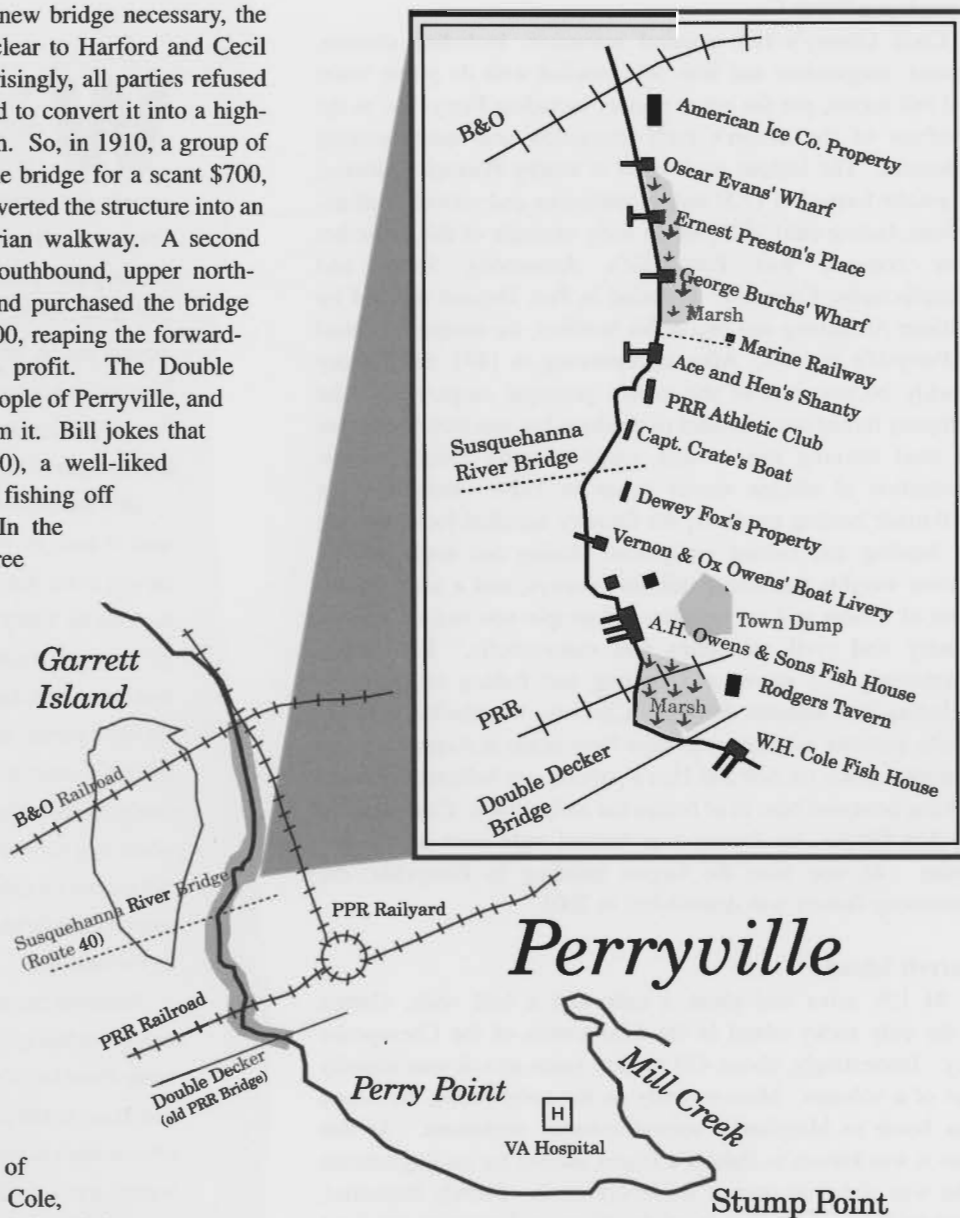 new bridge necessary, the
clear to Harford and Cecil
risingly, all parties refused
d to convert it into a high-
n. So, in 1910, a group of
e bridge for a scant $700,
verted the structure into an
rian walkway. A second
outhbound, upper north-
nd purchased the bridge
00, reaping the forward-
profit. The Double
ople of Perryville, and
m it. Bill jokes that
0), a well-liked
fishing off
In the
ree
of
Cole,
B&O
American Ice Co. Property
Oscar Evans' Wharf
Ernest Preston's Place
George Burchs' Wharf
Marsh
Marine Railway
Ace and Hen's Shanty
PRR Athletic Club
Capt. Crate's Boat
Susquehanna
River Bridge
Dewey Fox's Property
Vernon & Ox Owens' Boat Livery
Town Dump
A.H. Owens & Sons Fish House
Marsh
Rodgers Tavern
PRR
W.H. Cole Fish House
Double Decker
Bridge
Garrett
Island
B&O Railroad
Susquehanna River Bridge
(Route 40)
PPR Railyard
PRR Railroad
Double Decker
(old PRR Bridge)
Perryville
Perry Point
Mill Creek
H
VA Hospital
Stump Point